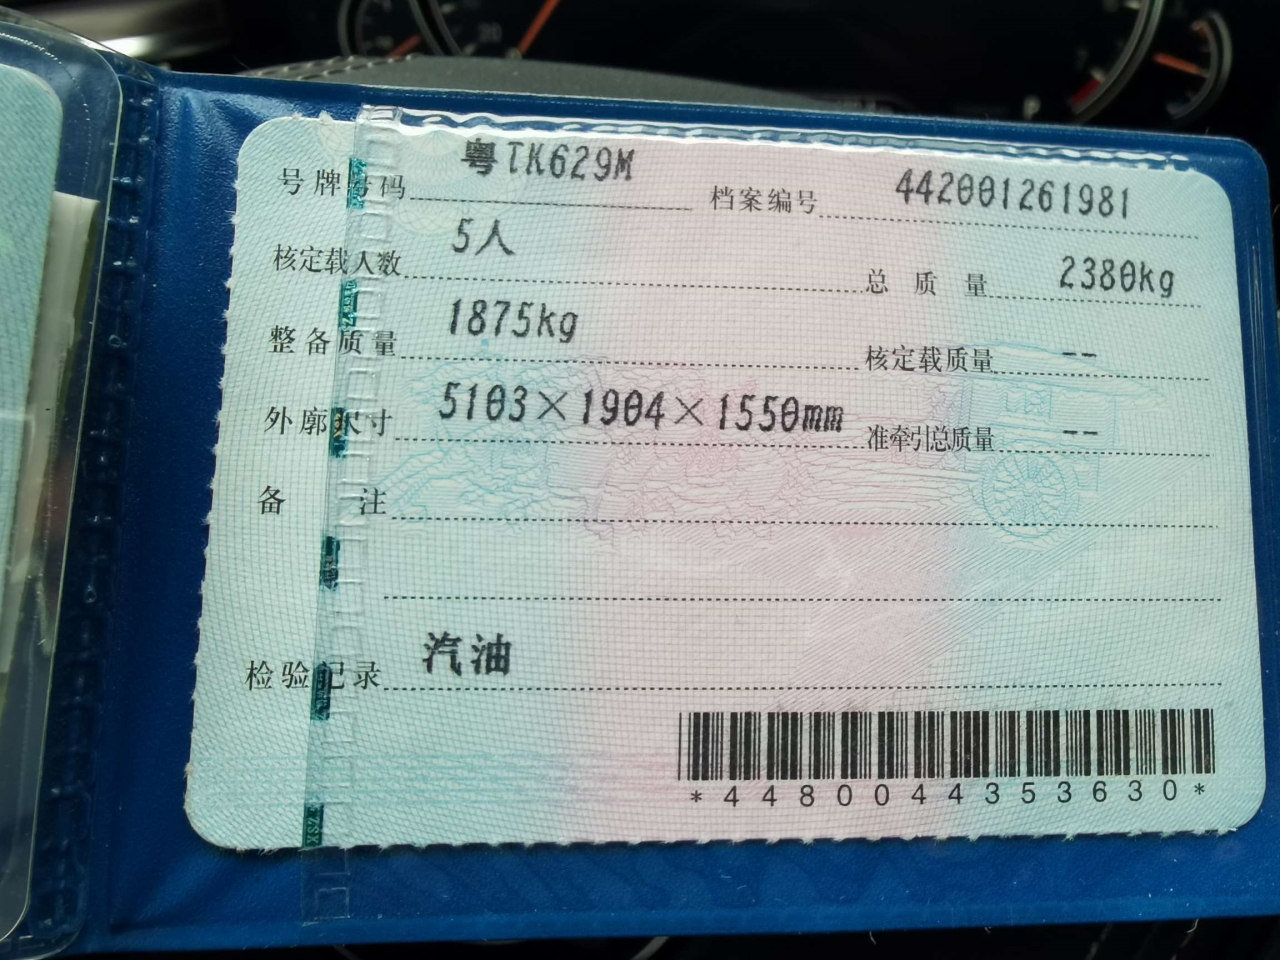 号牌号码 粤TK629M 档案编号 442001261981
核定载人数 5人 总质量 2380kg
整备质量 1875kg 核定载质量 --
外廓尺寸 5103×1904×1550mm 准牵引总质量 --
备注
检验记录 汽油
*4480044353630*